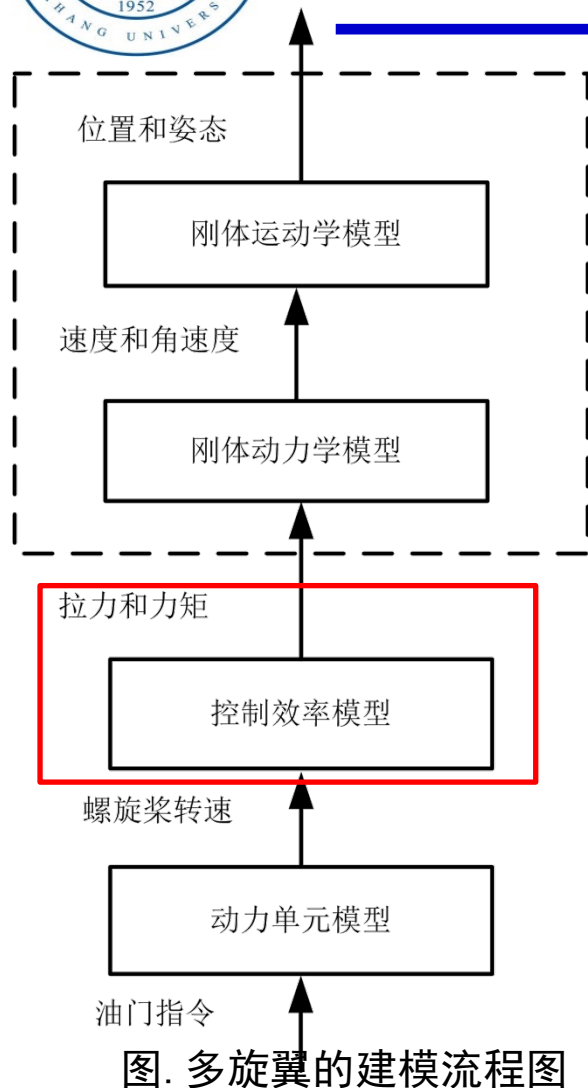 1952
HANG UNIVERS
位置和姿态
刚体运动学模型
速度和角速度
刚体动力学模型
拉力和力矩
控制效率模型
螺旋桨转速
动力单元模型
油门指令
图. 多旋翼的建模流程图